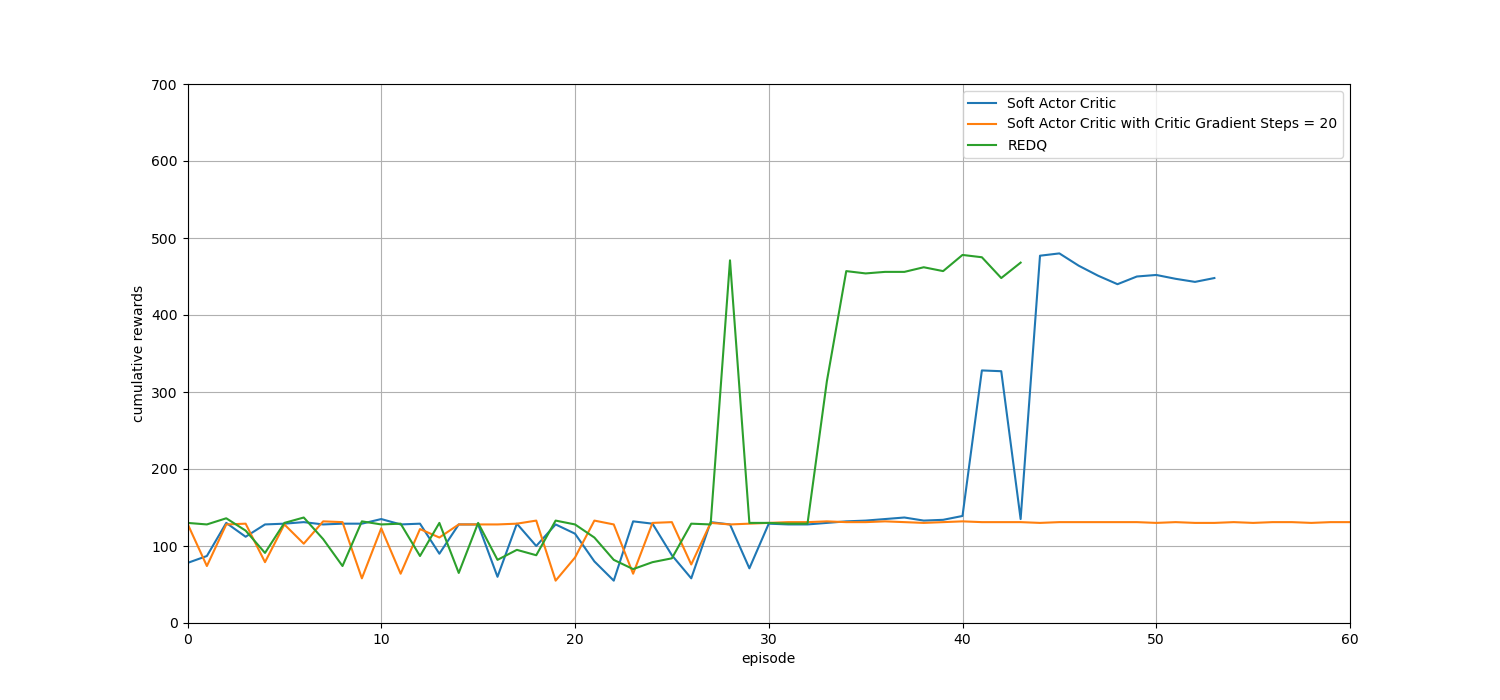 700
600
500
400
300
200
100
0
cumulative rewards
Soft Actor Critic
Soft Actor Critic with Critic Gradient Steps = 20
REDQ
0 10 20 30 40 50 60
episode